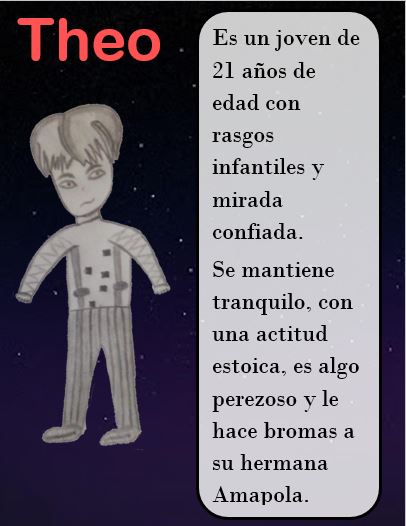 Theo
Es un joven de
21 años de
edad con
rasgos
infantiles y
mirada
confiada.
Se mantiene
tranquilo, con
una actitud
estoica, es algo
perezoso y le
hace bromas a
su hermana
Amapola.